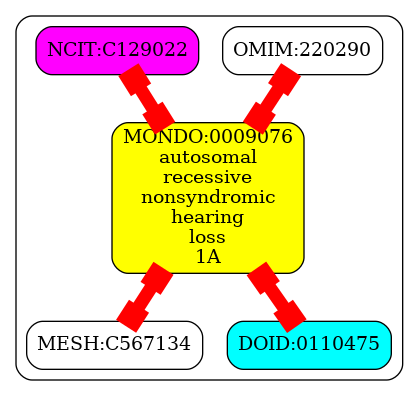 NCIT:C129022
OMIM:220290
MONDO:0009076
autosomal
recessive
nonsyndromic
hearing
loss
1A
MESH:C567134
DOID:0110475